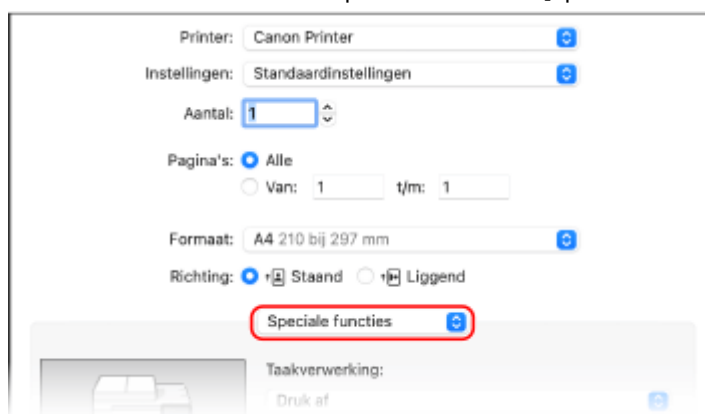 Printer: Canon Printer
Instellingen: Standaardinstellingen
Aantal: 1
Pagina's: Alle
Van: 1 t/m: 1
Formaat: A4 210 bij 297 mm
Richting: Staand Liggend
Speciale functies
Taakverwerking:
Druk af